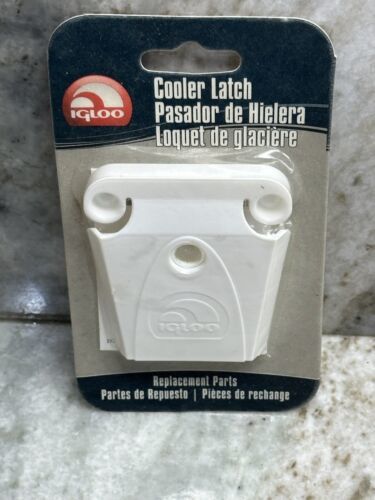 IGLOO
Cooler Latch
Pasador de Hielera
Loquet de glacière
IGLOO
Replacement Parts
Partes de Repuesto | Pièces de rechange